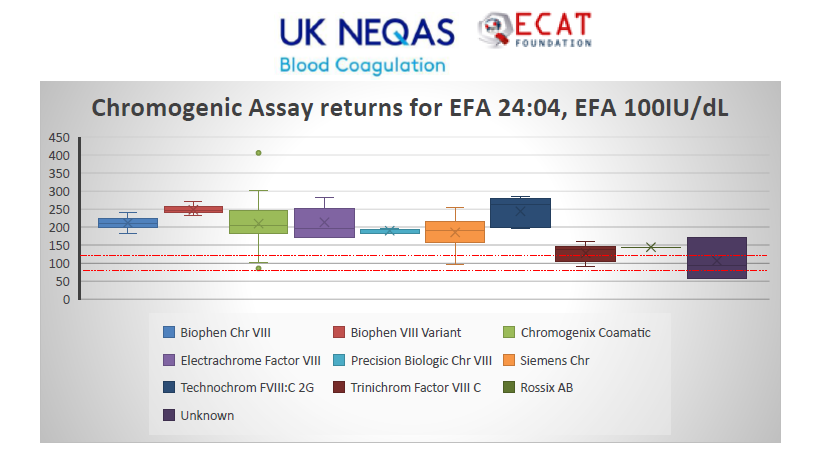 UK NEQAS
Blood Coagulation
ECAT
FOUNDATION
Chromogenic Assay returns for EFA 24:04, EFA 100IU/dL
450
400
350
300
250
200
150
100
50
0
Biophen Chr VIII
Biophen VIII Variant
Chromogenix Coamatic
Electrachrome Factor VIII
Precision Biologic Chr VIII
Siemens Chr
Technochrom FVIII:C 2G
Trinichrom Factor VIII C
Rossix AB
Unknown